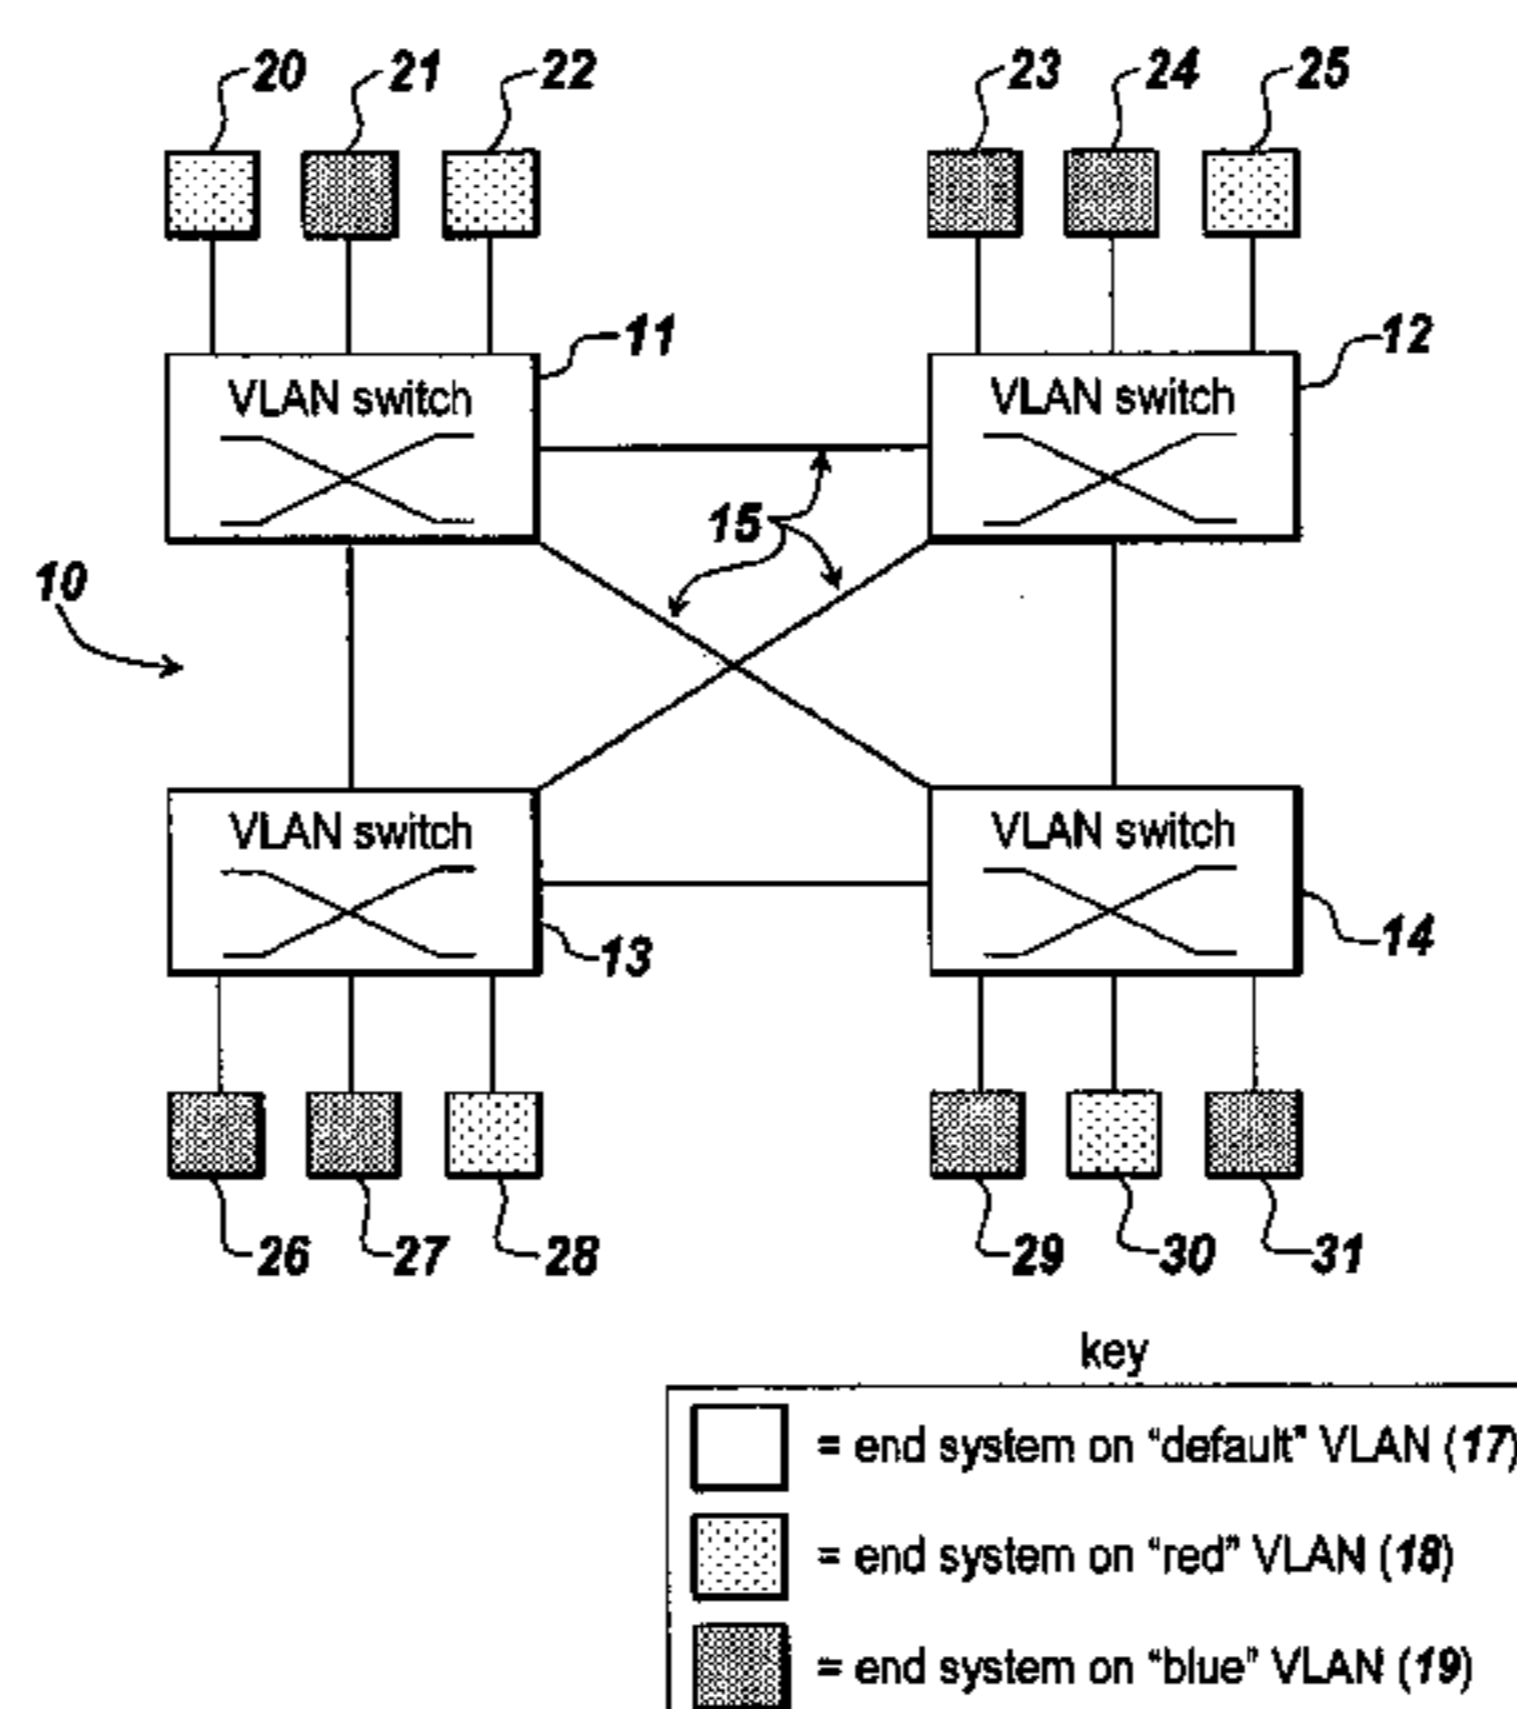 20 21 22 23 24 25
11 12
VLAN switch VLAN switch
15
10
VLAN switch VLAN switch
13 14
26 27 28 29 30 31
key
= end system on “default” VLAN (17)
= end system on “red” VLAN (18)
= end system on “blue” VLAN (19)